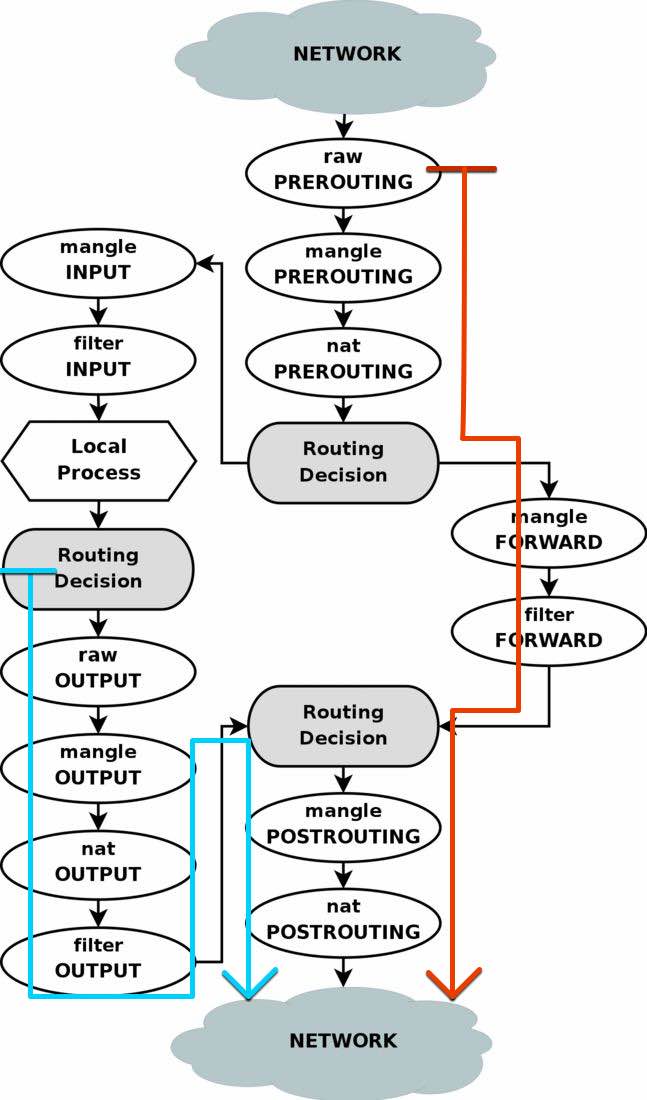 NETWORK
raw
PREROUTING
mangle
PREROUTING
nat
PREROUTING
Routing
Decision
mangle
INPUT
filter
INPUT
Local
Process
Routing
Decision
raw
OUTPUT
mangle
OUTPUT
nat
OUTPUT
filter
OUTPUT
mangle
FORWARD
filter
FORWARD
Routing
Decision
mangle
POSTROUTING
nat
POSTROUTING
NETWORK